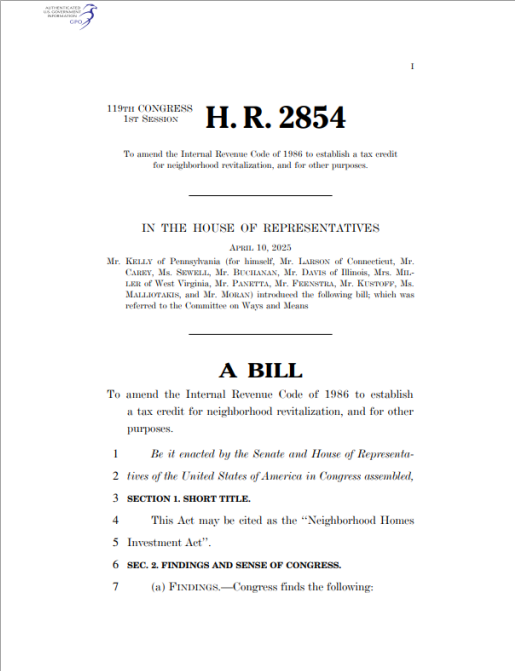 AUTHENTICATED
U.S. GOVERNMENT
INFORMATION
GPO
I
119TH CONGRESS
1ST SESSION
H. R. 2854
To amend the Internal Revenue Code of 1986 to establish a tax credit
for neighborhood revitalization, and for other purposes.
IN THE HOUSE OF REPRESENTATIVES
APRIL 10, 2025
Mr. KELLY of Pennsylvania (for himself, Mr. LARSON of Connecticut, Mr.
CAREY, Ms. SEWELL, Mr. BUCHANAN, Mr. DAVIS of Illinois, Mrs. MIL-
LER of West Virginia, Mr. PANETTA, Mr. FEENSTRA, Mr. KUSTOFF, Ms.
MALLIOTAKIS, and Mr. MORAN) introduced the following bill; which was
referred to the Committee on Ways and Means
A BILL
To amend the Internal Revenue Code of 1986 to establish
a tax credit for neighborhood revitalization, and for other
purposes.
1 Be it enacted by the Senate and House of Representa-
2 tives of the United States of America in Congress assembled,
3 SECTION 1. SHORT TITLE.
4 This Act may be cited as the ‘‘Neighborhood Homes
5 Investment Act’’.
6 SEC. 2. FINDINGS AND SENSE OF CONGRESS.
7 (a) FINDINGS.—Congress finds the following: